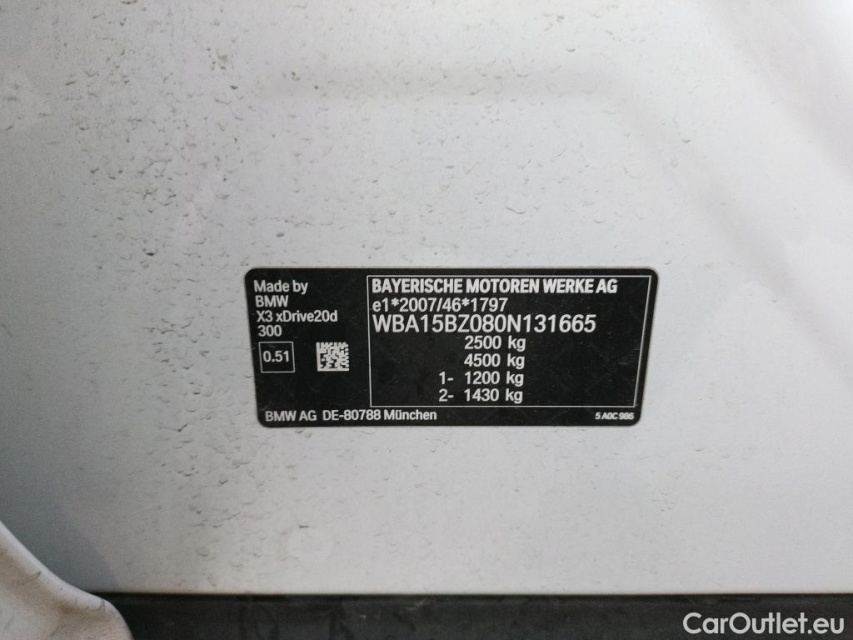 Made by
BMW
X3 xDrive20d
300
0.51
BAYERISCHE MOTOREN WERKE AG
e1*2007/46*1797
WBA15BZ080N131665
2500 kg
4500 kg
1- 1200 kg
2- 1430 kg
BMW AG DE-80788 München
5 A0C 986
CarOutlet.eu